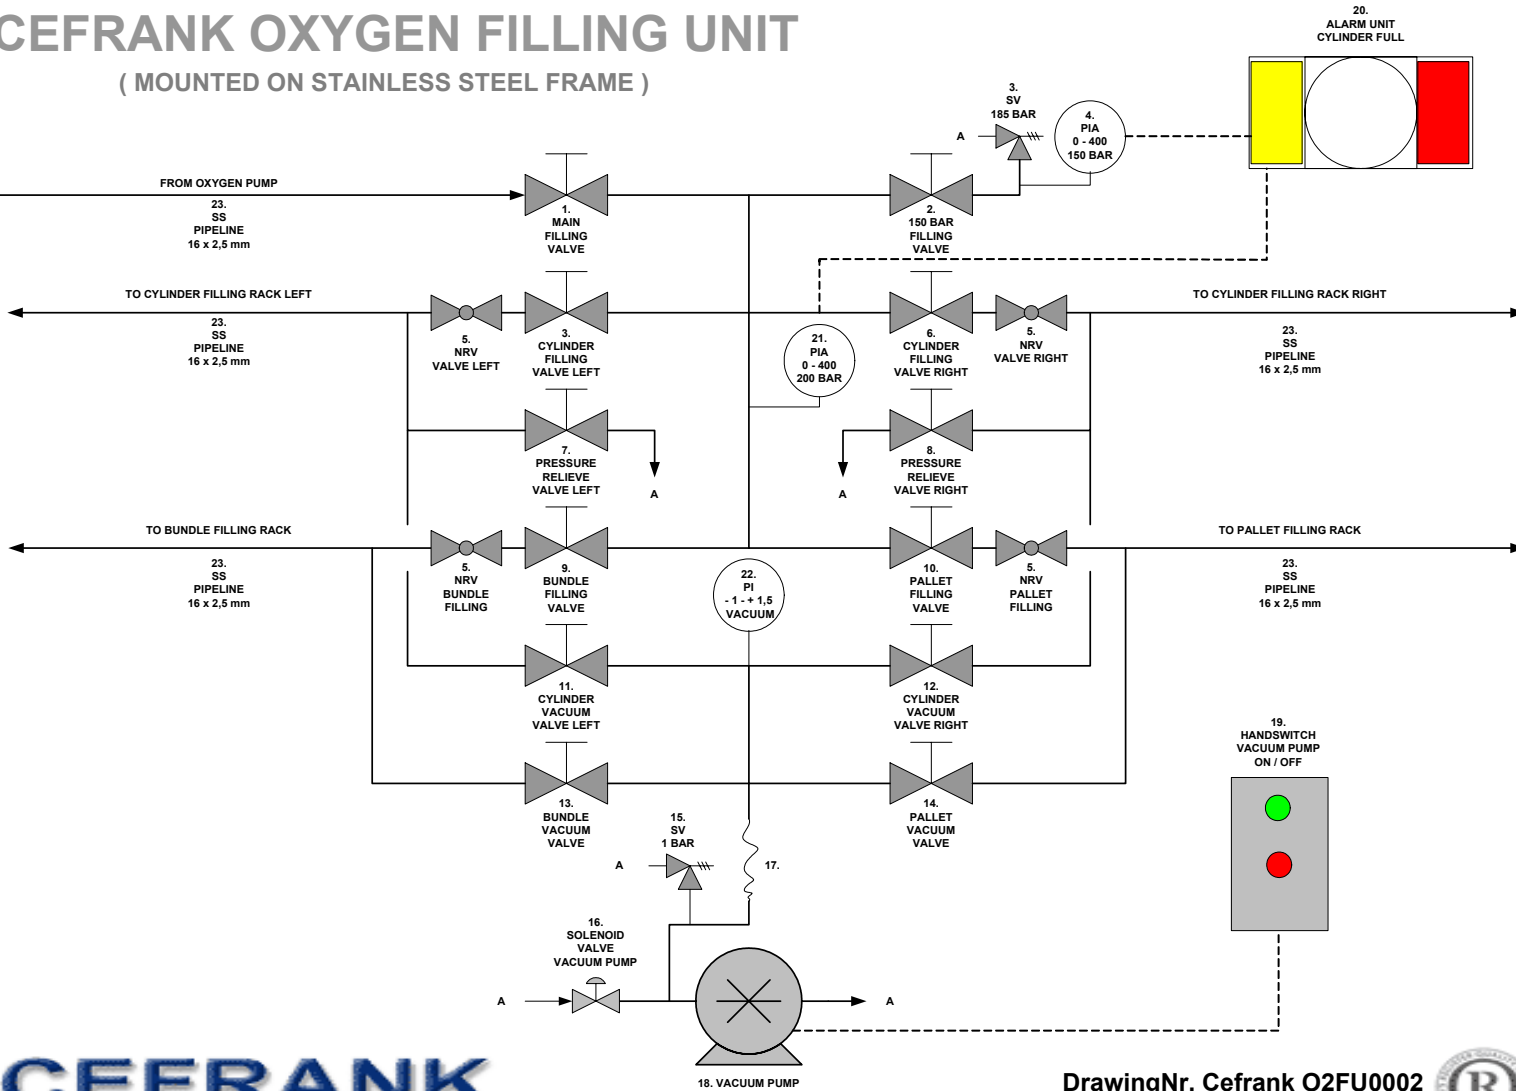 CEFRANK OXYGEN FILLING UNIT
( MOUNTED ON STAINLESS STEEL FRAME )
20.
ALARM UNIT
CYLINDER FULL
3.
SV
185 BAR
A
4.
PIA
0 - 400
150 BAR
FROM OXYGEN PUMP
23.
SS
PIPELINE
16 x 2,5 mm
1.
MAIN
FILLING
VALVE
2.
150 BAR
FILLING
VALVE
TO CYLINDER FILLING RACK LEFT
23.
SS
PIPELINE
16 x 2,5 mm
5.
NRV
VALVE LEFT
3.
CYLINDER
FILLING
VALVE LEFT
21.
PIA
0 - 400
200 BAR
6.
CYLINDER
FILLING
VALVE RIGHT
5.
NRV
VALVE RIGHT
TO CYLINDER FILLING RACK RIGHT
23.
SS
PIPELINE
16 x 2,5 mm
7.
PRESSURE
RELIEVE
VALVE LEFT
A
A
8.
PRESSURE
RELIEVE
VALVE RIGHT
TO BUNDLE FILLING RACK
23.
SS
PIPELINE
16 x 2,5 mm
5.
NRV
BUNDLE
FILLING
9.
BUNDLE
FILLING
VALVE
22.
PI
- 1 - + 1,5
VACUUM
10.
PALLET
FILLING
VALVE
5.
NRV
PALLET
FILLING
TO PALLET FILLING RACK
23.
SS
PIPELINE
16 x 2,5 mm
11.
CYLINDER
VACUUM
VALVE LEFT
12.
CYLINDER
VACUUM
VALVE RIGHT
19.
HANDSWITCH
VACUUM PUMP
ON / OFF
13.
BUNDLE
VACUUM
VALVE
14.
PALLET
VACUUM
VALVE
15.
SV
1 BAR
A
17.
16.
SOLENOID
VALVE
VACUUM PUMP
A
A
18. VACUUM PUMP
CEFRANK
DrawingNr. Cefrank O2FU0002
R